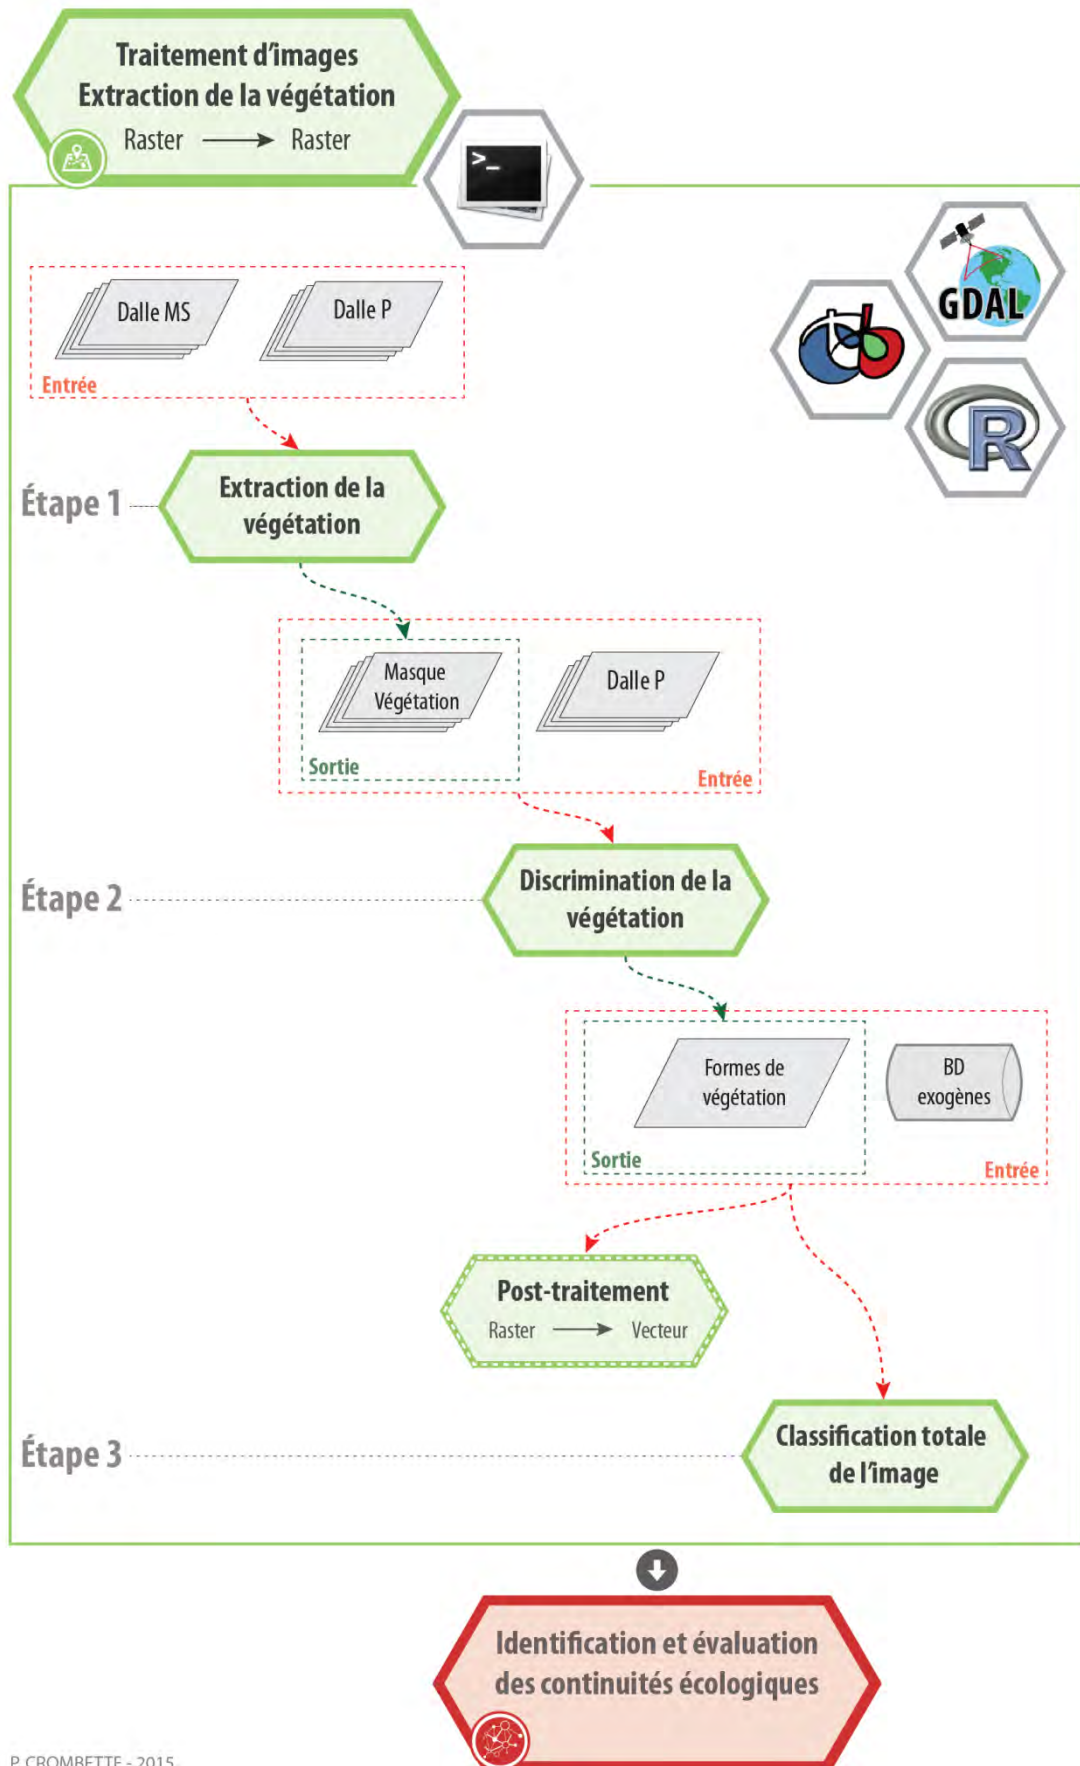 Traitement d'images
Extraction de la végétation
Raster
Raster
>_
GDAL
R
Dalle MS
Dalle P
Entrée
Étape 1
Extraction de la
végétation
Masque
Végétation
Dalle P
Sortie
Entrée
Étape 2
Discrimination de la
végétation
Formes de
végétation
BD
exogènes
Sortie
Entrée
Post-traitement
Raster
Vecteur
Étape 3
Classification totale
de l'image
Identification et évaluation
des continuités écologiques
P. CROMBETTE - 2015